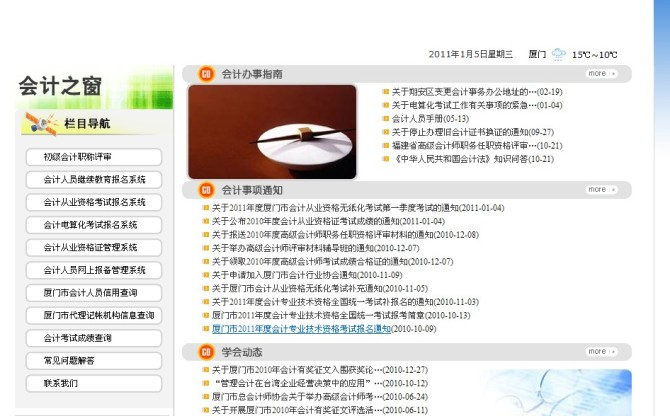 2011年1月5日星期三 厦门 15℃~10℃
会计之窗
栏目导航
初级会计职称评审
会计人员继续教育报名系统
会计从业资格考试报名系统
会计电算化考试报名系统
会计从业资格证管理系统
会计人员网上报备管理系统
厦门市会计人员信用查询
厦门市代理记帐机构信息查询
会计考试成绩查询
常见问题解答
联系我们
GO 会计办事指南 more
关于翔安区变更会计事务办公地址的…(02-19)
关于电算化考试工作有关事项的紧急…(01-04)
会计人员手册(05-13)
关于停止办理旧会计证书换证的通知(09-27)
福建省高级会计师职务任职资格评审…(10-21)
《中华人民共和国会计法》知识问答(10-21)
GO 会计事项通知 more
关于2011年度厦门市会计从业资格无纸化考试第一季度考试的通知(2011-01-04)
关于公布2010年度会计从业资格证考试成绩的通知(2011-01-04)
关于报送2010年度高级会计师职务任职资格评审材料的通知(2010-12-08)
关于举办高级会计师评审材料辅导班的通知(2010-12-07)
关于领取2010年度高级会计师考试成绩合格证的通知(2010-12-07)
关于申请加入厦门市会计行业协会通知(2010-11-09)
关于厦门市会计从业资格无纸化考试补充通知(2010-11-05)
关于2011年度会计专业技术资格全国统一考试补报名的通知(2010-11-03)
厦门市2011年度会计专业技术资格全国统一考试报考简章(2010-10-13)
厦门市2011年度会计专业技术资格考试报名通知(2010-10-09)
GO 学会动态 more
关于厦门市2010年会计有奖征文入围获奖论…(2010-12-27)
“管理会计在台湾企业经营决策中的应用”…(2010-10-12)
厦门市总会计师协会关于举办高级会计师考…(2010-06-24)
关于开展厦门市2010年会计有奖征文评选活…(2010-06-11)